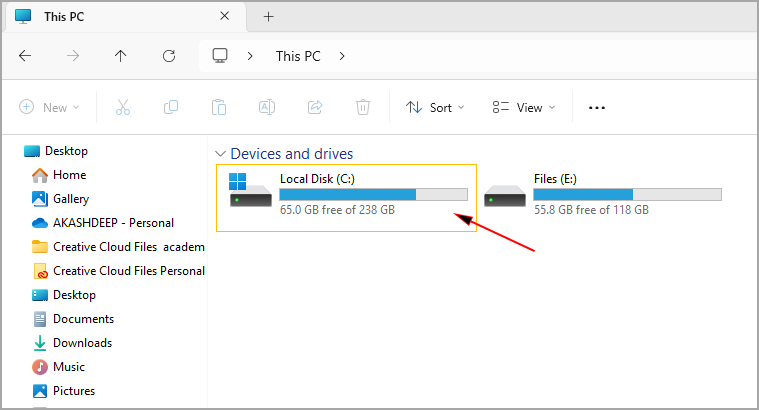 This PC
This PC
New
Sort
View
Desktop
Home
Gallery
AKASHDEEP - Personal
Creative Cloud Files academ
Creative Cloud Files Personal
Desktop
Documents
Downloads
Music
Pictures
Devices and drives
Local Disk (C:)
65.0 GB free of 238 GB
Files (E:)
55.8 GB free of 118 GB